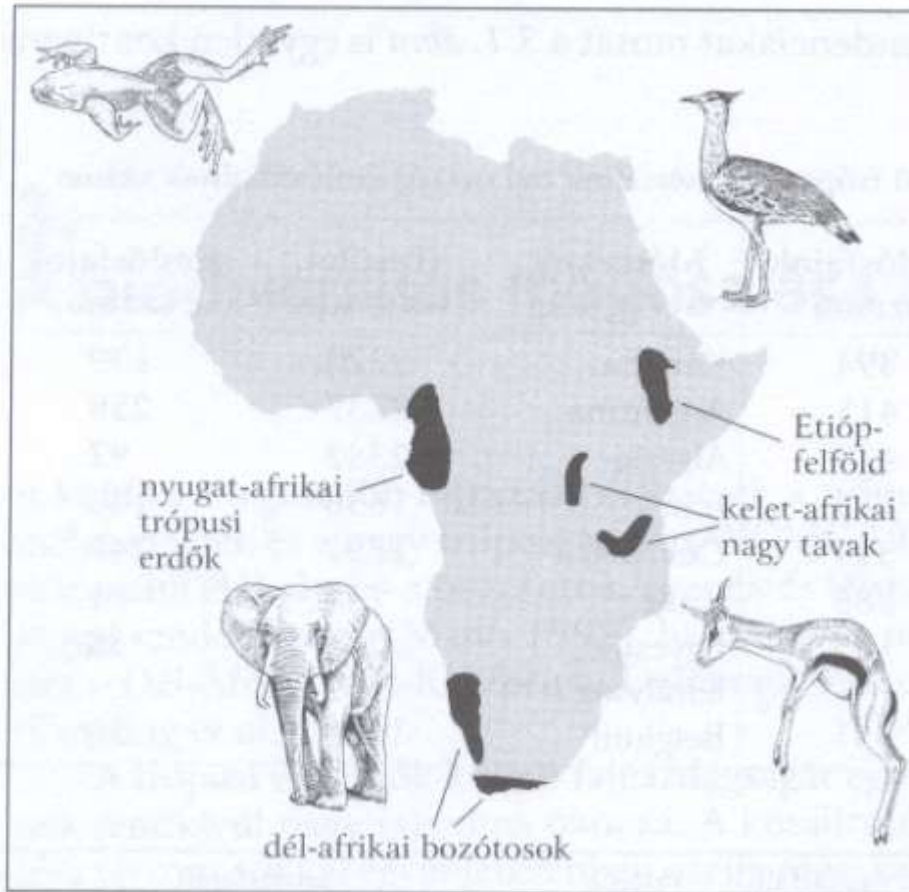 Etióp-
felföld
nyugat-afrikai
trópusi
erdők
kelet-afrikai
nagy tavak
dél-afrikai bozótosok